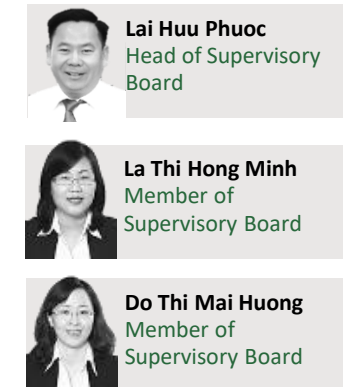 Lai Huu Phuoc
Head of Supervisory
Board
La Thi Hong Minh
Member of
Supervisory Board
Do Thi Mai Huong
Member of
Supervisory Board